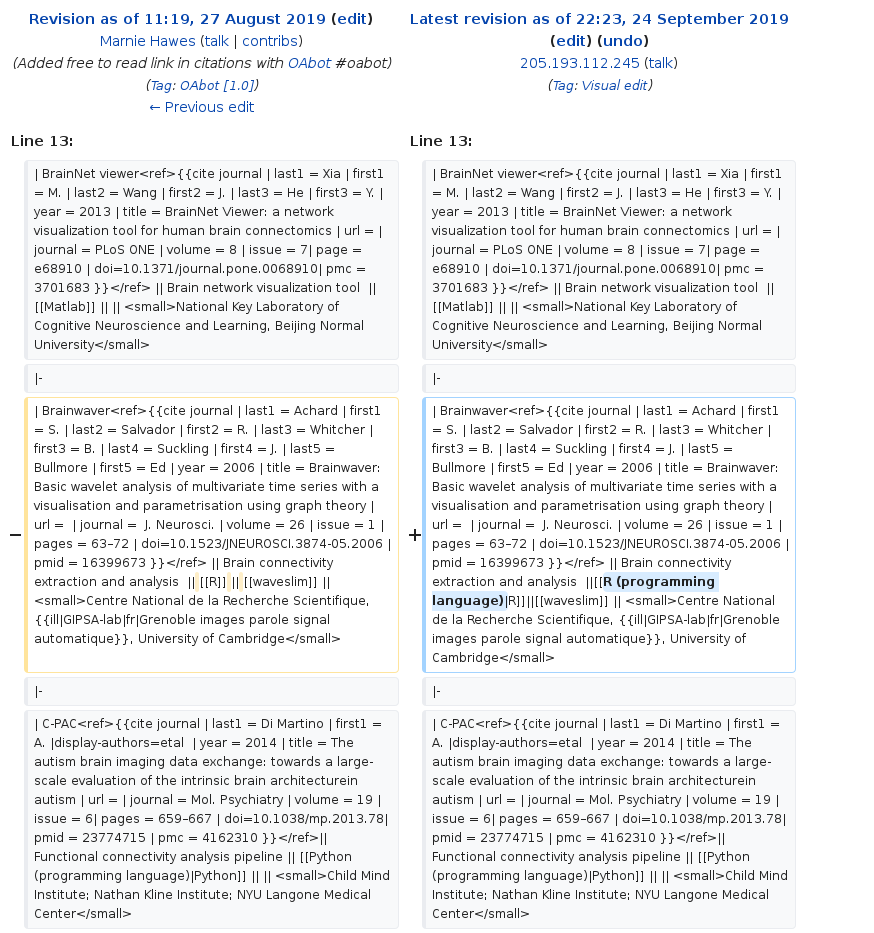 Revision as of 11:19, 27 August 2019 (edit)
Marnie Hawes (talk | contribs)
(Added free to read link in citations with OAbot #oabot)
(Tag: OAbot [1.0])
← Previous edit
Latest revision as of 22:23, 24 September 2019
(edit) (undo)
205.193.112.245 (talk)
(Tag: Visual edit)
Line 13:
Line 13:
| BrainNet viewer<ref>{{cite journal | last1 = Xia | first1
= M. | last2 = Wang | first2 = J. | last3 = He | first3 = Y. |
year = 2013 | title = BrainNet Viewer: a network
visualization tool for human brain connectomics | url = |
journal = PLoS ONE | volume = 8 | issue = 7| page =
e68910 | doi=10.1371/journal.pone.0068910| pmc =
3701683 }}</ref> || Brain network visualization tool  ||
[[Matlab]] || || <small>National Key Laboratory of
Cognitive Neuroscience and Learning, Beijing Normal
University</small>
| BrainNet viewer<ref>{{cite journal | last1 = Xia | first1
= M. | last2 = Wang | first2 = J. | last3 = He | first3 = Y. |
year = 2013 | title = BrainNet Viewer: a network
visualization tool for human brain connectomics | url = |
journal = PLoS ONE | volume = 8 | issue = 7| page =
e68910 | doi=10.1371/journal.pone.0068910| pmc =
3701683 }}</ref> || Brain network visualization tool  ||
[[Matlab]] || || <small>National Key Laboratory of
Cognitive Neuroscience and Learning, Beijing Normal
University</small>
|-
|-
−
| Brainwaver<ref>{{cite journal | last1 = Achard | first1
= S. | last2 = Salvador | first2 = R. | last3 = Whitcher |
first3 = B. | last4 = Suckling | first4 = J. | last5 =
Bullmore | first5 = Ed | year = 2006 | title = Brainwaver:
Basic wavelet analysis of multivariate time series with a
visualisation and parametrisation using graph theory |
url =  | journal =  J. Neurosci. | volume = 26 | issue = 1 |
pages = 63–72 | doi=10.1523/JNEUROSCI.3874-05.2006 |
pmid = 16399673 }}</ref> || Brain connectivity
extraction and analysis  || [[R]] || [[waveslim]] ||
<small>Centre National de la Recherche Scientifique,
{{ill|GIPSA-lab|fr|Grenoble images parole signal
automatique}}, University of Cambridge</small>
+
| Brainwaver<ref>{{cite journal | last1 = Achard | first1
= S. | last2 = Salvador | first2 = R. | last3 = Whitcher |
first3 = B. | last4 = Suckling | first4 = J. | last5 =
Bullmore | first5 = Ed | year = 2006 | title = Brainwaver:
Basic wavelet analysis of multivariate time series with a
visualisation and parametrisation using graph theory |
url =  | journal =  J. Neurosci. | volume = 26 | issue = 1 |
pages = 63–72 | doi=10.1523/JNEUROSCI.3874-05.2006 |
pmid = 16399673 }}</ref> || Brain connectivity
extraction and analysis  ||[[R (programming
language)|R]]||[[waveslim]] || <small>Centre National
de la Recherche Scientifique, {{ill|GIPSA-lab|fr|Grenoble
images parole signal automatique}}, University of
Cambridge</small>
|-
|-
| C-PAC<ref>{{cite journal | last1 = Di Martino | first1 =
A. |display-authors=etal  | year = 2014 | title = The
autism brain imaging data exchange: towards a large-
scale evaluation of the intrinsic brain architecturein
autism | url = | journal = Mol. Psychiatry | volume = 19 |
issue = 6| pages = 659–667 | doi=10.1038/mp.2013.78|
pmid = 23774715 | pmc = 4162310 }}</ref>||
Functional connectivity analysis pipeline || [[Python
(programming language)|Python]] || || <small>Child Mind
Institute; Nathan Kline Institute; NYU Langone Medical
Center</small>
| C-PAC<ref>{{cite journal | last1 = Di Martino | first1 =
A. |display-authors=etal  | year = 2014 | title = The
autism brain imaging data exchange: towards a large-
scale evaluation of the intrinsic brain architecturein
autism | url = | journal = Mol. Psychiatry | volume = 19 |
issue = 6| pages = 659–667 | doi=10.1038/mp.2013.78|
pmid = 23774715 | pmc = 4162310 }}</ref>||
Functional connectivity analysis pipeline || [[Python
(programming language)|Python]] || || <small>Child Mind
Institute; Nathan Kline Institute; NYU Langone Medical
Center</small>